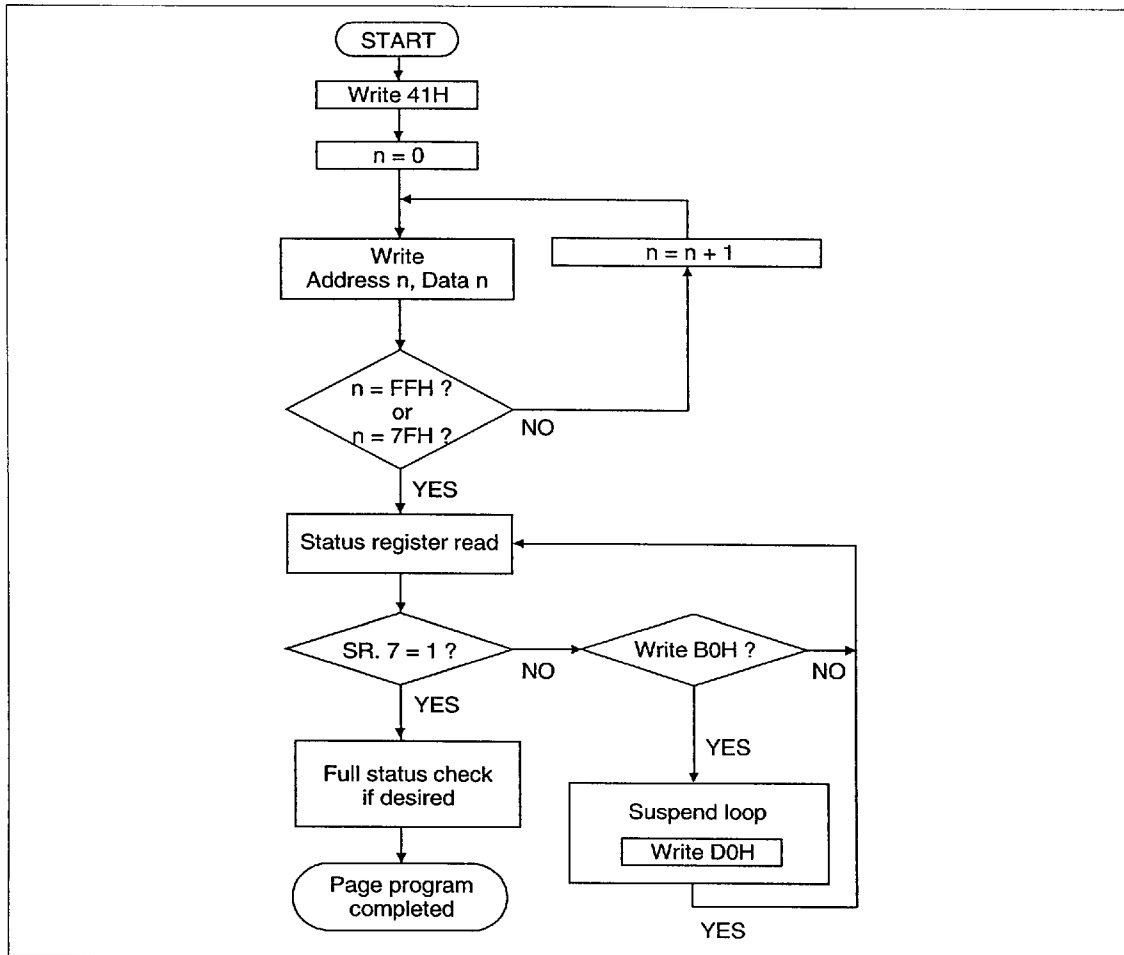 START
Write 41H
n = 0
Write
Address n, Data n
n = n + 1
n = FFH ?
or
n = 7FH ?
NO
YES
Status register read
SR. 7 = 1 ?
NO
Write B0H ?
NO
YES
YES
Full status check
if desired
Suspend loop
Write D0H
Page program
completed
YES